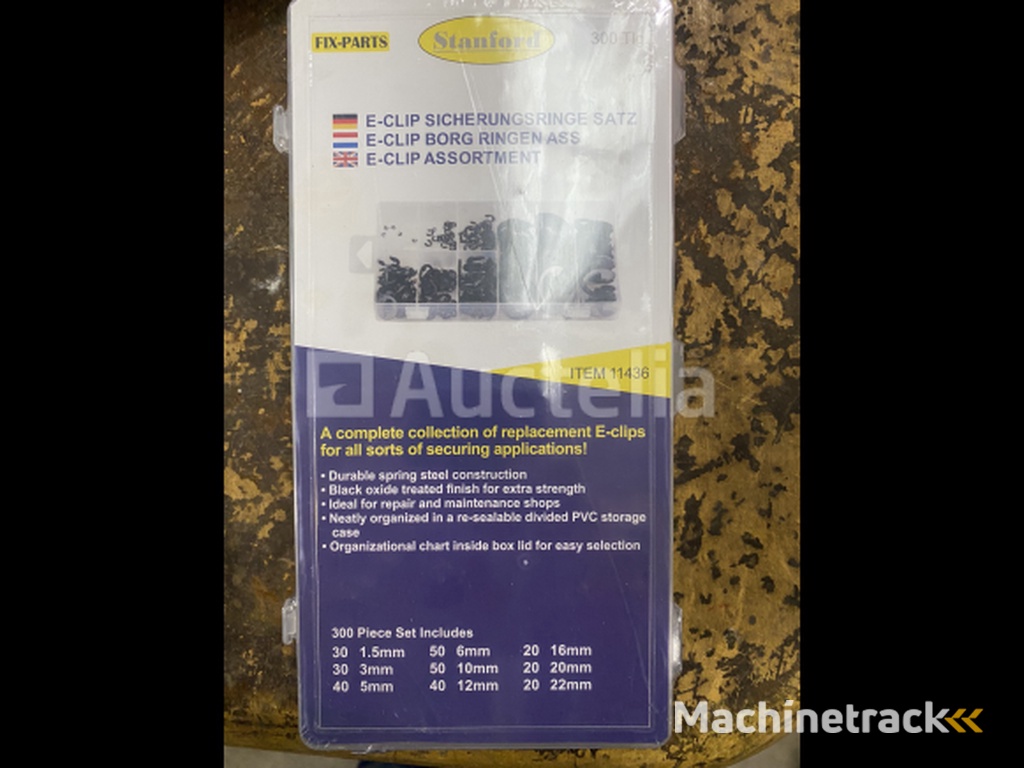 FIX-PARTS
Stanford
300 TL
E-CLIP SICHERUNGSRINGE SATZ
E-CLIP BORG RINGEN ASS
E-CLIP ASSORTMENT
ITEM 11436
Auctelia
A complete collection of replacement E-clips
for all sorts of securing applications!
• Durable spring steel construction
• Black oxide treated finish for extra strength
• Ideal for repair and maintenance shops
• Neatly organized in a re-sealable divided PVC storage
case
• Organizational chart inside box lid for easy selection
300 Piece Set Includes
30 1.5mm 50 6mm 20 16mm
30 3mm 50 10mm 20 20mm
40 5mm 40 12mm 20 22mm
Machinetrack